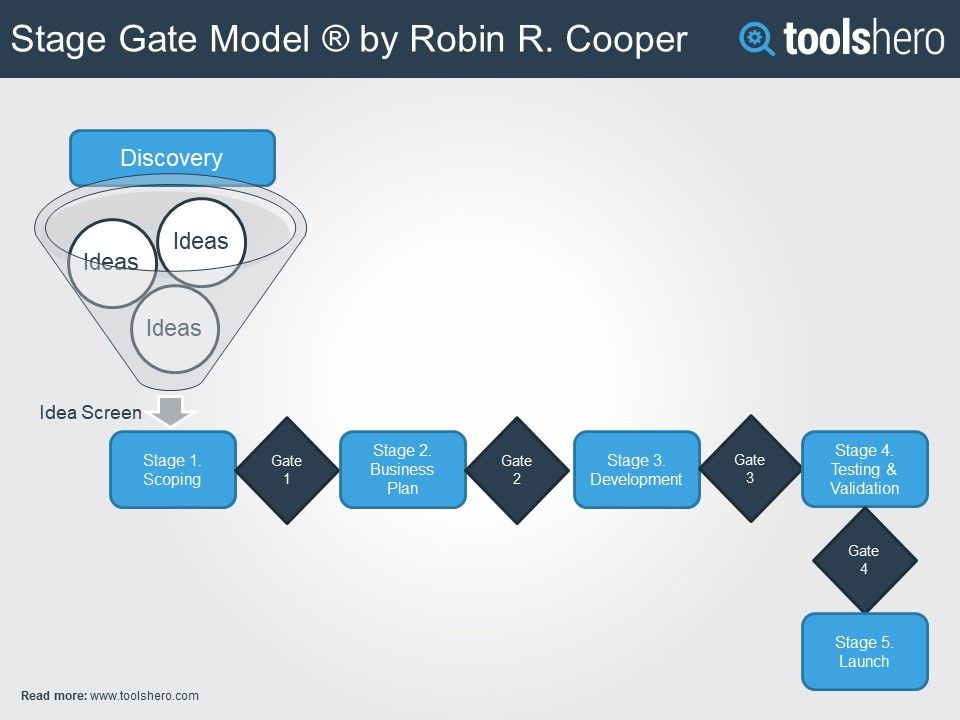 Stage Gate Model ® by Robin R. Cooper
toolshero
Discovery
Ideas
Ideas
Ideas
Idea Screen
Stage 1.
Scoping
Gate
1
Stage 2.
Business
Plan
Gate
2
Stage 3.
Development
Gate
3
Stage 4.
Testing &
Validation
Gate
4
Stage 5.
Launch
Read more: www.toolshero.com